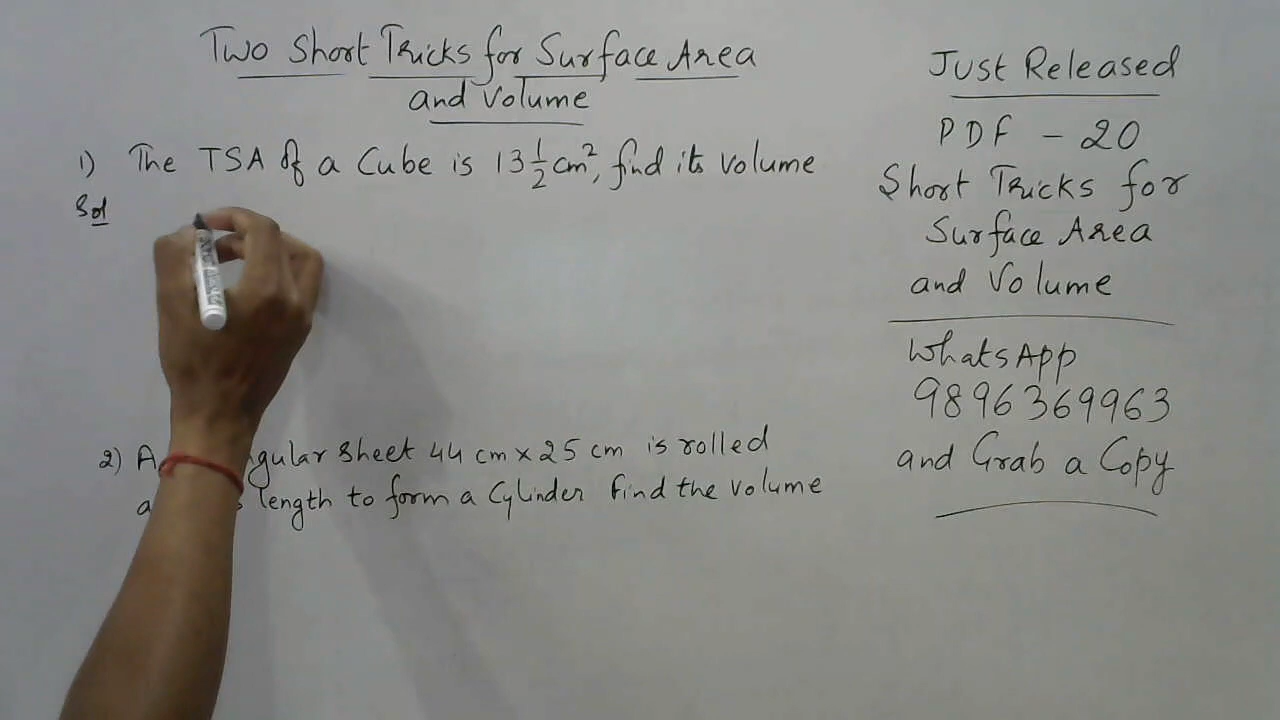 Two Short Tricks for Surface Area
and Volume
1) The TSA of a Cube is 13 1/2 cm², find its volume
Sol
2) A gular sheet 44 cm x 25 cm is rolled
a length to form a Cylinder find the volume
Just Released
PDF - 20
Short Tricks for
Surface Area
and Volume
WhatsApp
9896369963
and Grab a Copy